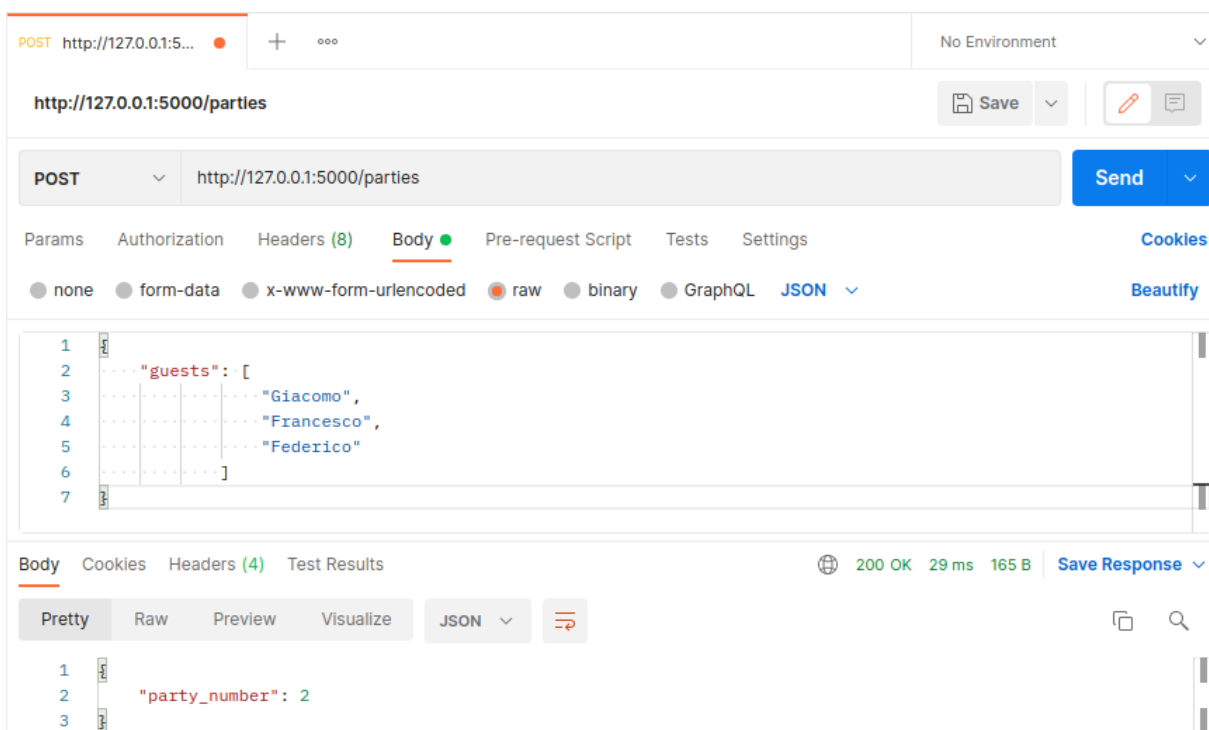 POST http://127.0.0.1:5... No Environment
http://127.0.0.1:5000/parties Save
POST http://127.0.0.1:5000/parties Send
Params Authorization Headers (8) Body Pre-request Script Tests Settings Cookies
none form-data x-www-form-urlencoded raw binary GraphQL JSON Beautify
1 {
2 "guests": [
3 "Giacomo",
4 "Francesco",
5 "Federico"
6 ]
7 }
Body Cookies Headers (4) Test Results 200 OK 29 ms 165 B Save Response
Pretty Raw Preview Visualize JSON
1 {
2 "party_number": 2
3 }